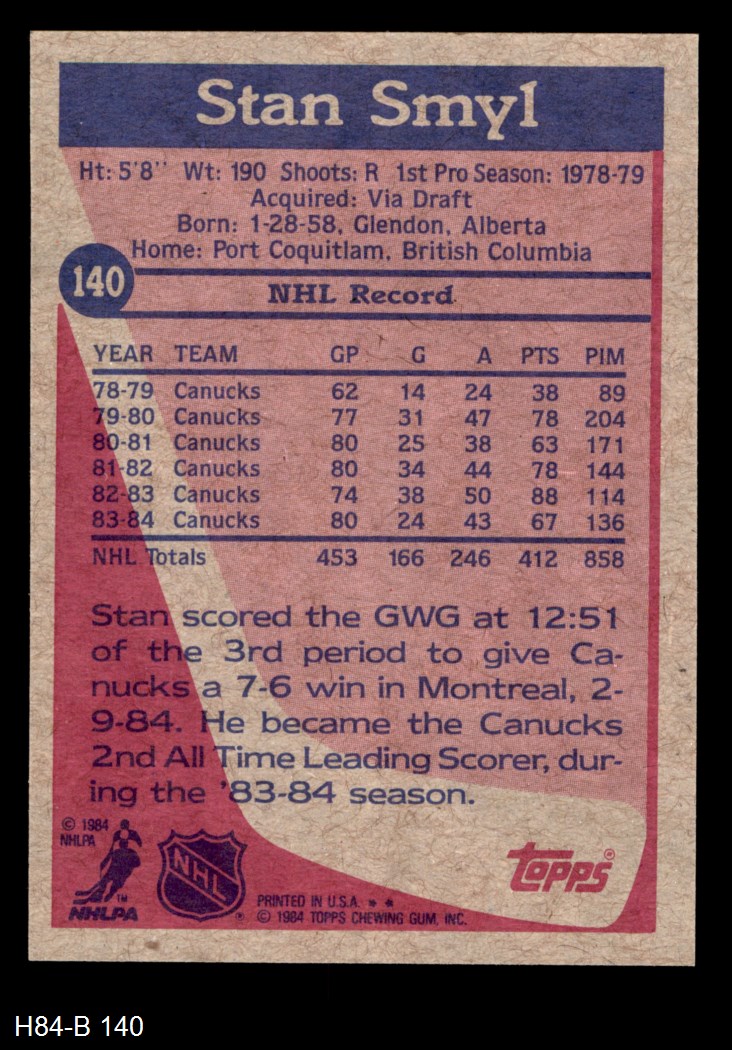 Stan Smyl
Ht: 5'8" Wt: 190 Shoots: R 1st Pro Season: 1978-79
Acquired: Via Draft
Born: 1-28-58, Glendon, Alberta
Home: Port Coquitlam, British Columbia
140
NHL Record
YEAR TEAM GP G A PTS PIM
78-79 Canucks 62 14 24 38 89
79-80 Canucks 77 31 47 78 204
80-81 Canucks 80 25 38 63 171
81-82 Canucks 80 34 44 78 144
82-83 Canucks 74 38 50 88 114
83-84 Canucks 80 24 43 67 136
NHL Totals 453 166 246 412 858
Stan scored the GWG at 12:51
of the 3rd period to give Ca-
nucks a 7-6 win in Montreal, 2-
9-84. He became the Canucks
2nd All Time Leading Scorer, dur-
ing the '83-84 season.
© 1984
NHLPA
TM
NHLPA
NHL
®
PRINTED IN U.S.A. * *
© 1984 TOPPS CHEWING GUM, INC.
Topps®
H84-B 140